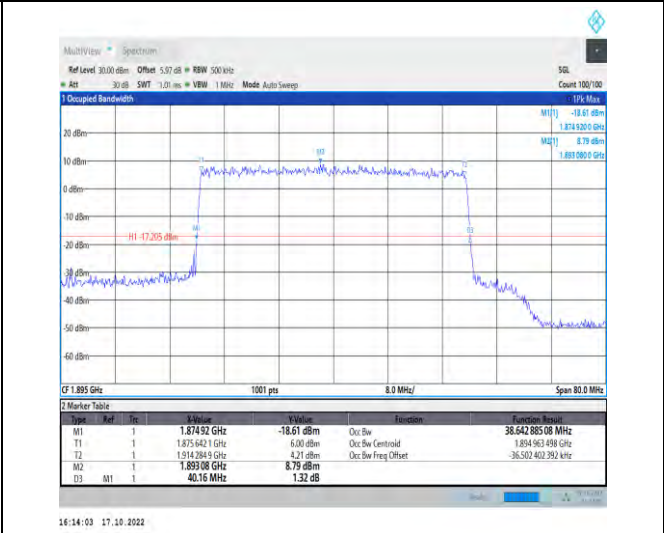 MultiView Spectrum
Ref Level 30.00 dBm Offset 5.97 dB RBW 500 kHz SGL
Att 30 dB SWT 1.01 ms VBW 1 MHz Mode Auto Sweep Count 100/100
1 Occupied Bandwidth 1Pk Max
M1[1] -18.61 dBm
1.874 920 0 GHz
M2[1] 8.79 dBm
1.893 080 0 GHz
20 dBm
M2
10 dBm
T1 T2
0 dBm
-10 dBm
M1 D3
H1 -17.205 dBm
-20 dBm
-30 dBm
-40 dBm
-50 dBm
-60 dBm
CF 1.895 GHz 1001 pts 8.0 MHz/ Span 80.0 MHz
2 Marker Table
Type Ref Trc X-Value Y-Value Function Function Result
M1 1 1.87492 GHz -18.61 dBm Occ Bw 38.642 885 08 MHz
T1 1 1.875 642 1 GHz 6.00 dBm Occ Bw Centroid 1.894 963 498 GHz
T2 1 1.914 284 9 GHz 4.21 dBm Occ Bw Freq Offset -36.502 402 392 kHz
M2 1 1.89308 GHz 8.79 dBm
D3 M1 1 40.16 MHz 1.32 dB
16:14:03 17.10.2022